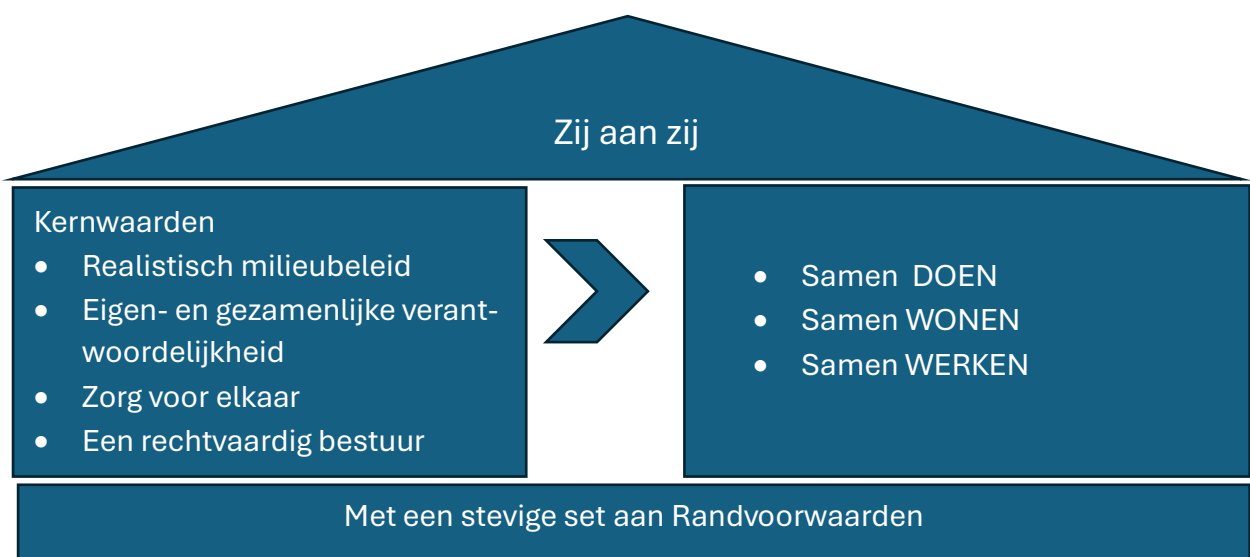 Zij aan zij
Kernwaarden
• Realistisch milieubeleid
• Eigen- en gezamenlijke verant-
woordelijkheid
• Zorg voor elkaar
• Een rechtvaardig bestuur
• Samen  DOEN
• Samen WONEN
• Samen WERKEN
Met een stevige set aan Randvoorwaarden